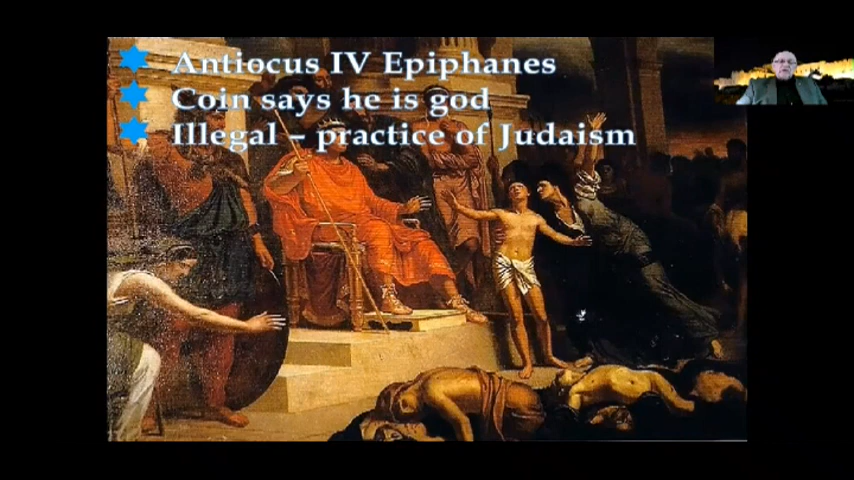 Antiocus IV Epiphanes
Coin says he is god
Illegal – practice of Judaism